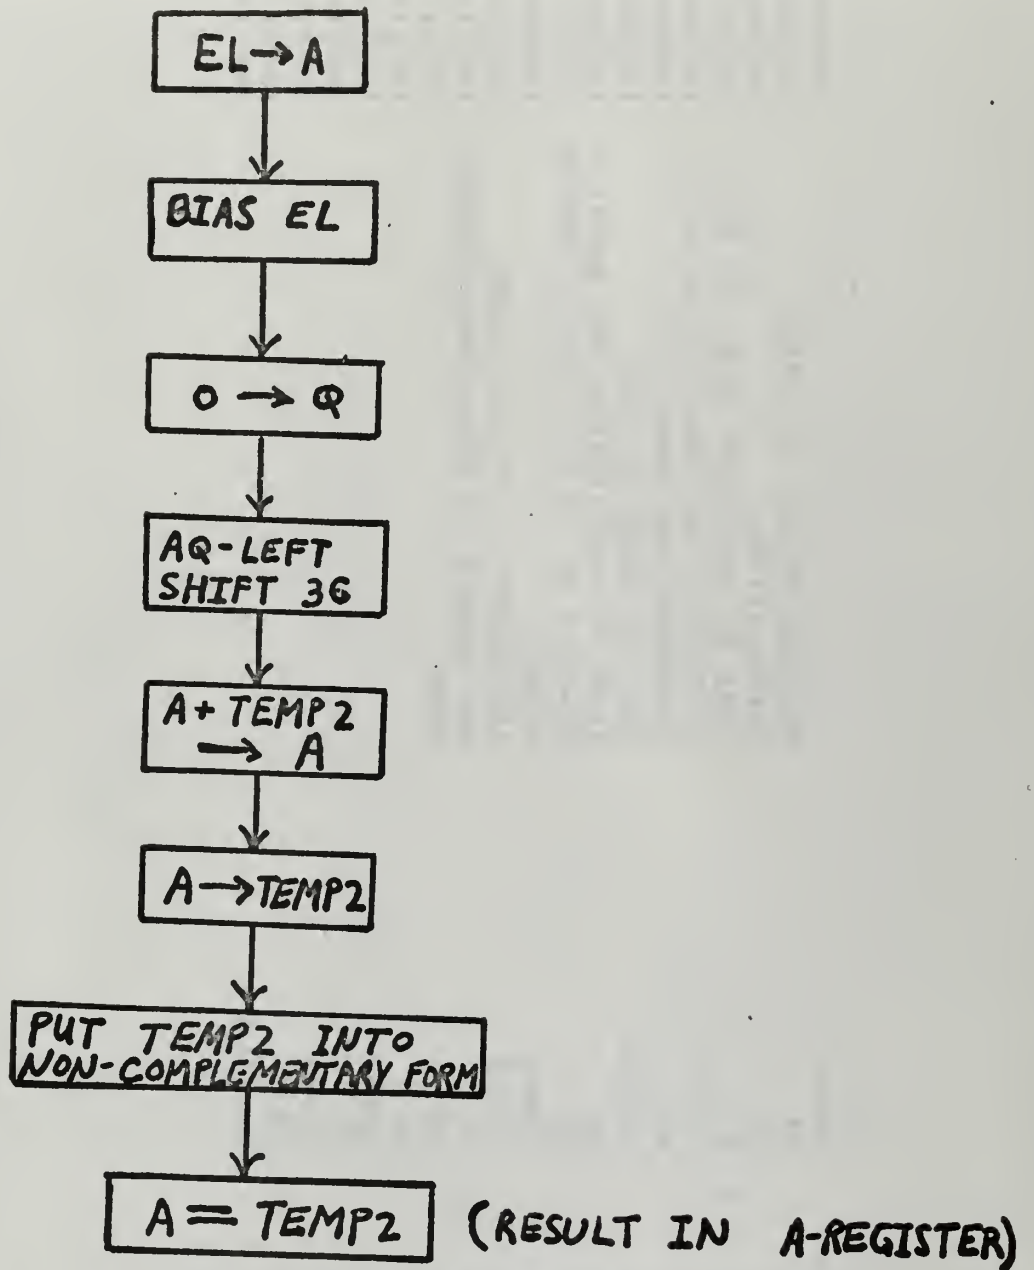 EL→A
BIAS EL
0 → Q
AQ-LEFT
SHIFT 36
A + TEMP2
→ A
A→TEMP2
PUT TEMP2 INTO
NON-COMPLEMENTARY FORM
A = TEMP2 (RESULT IN A-REGISTER)